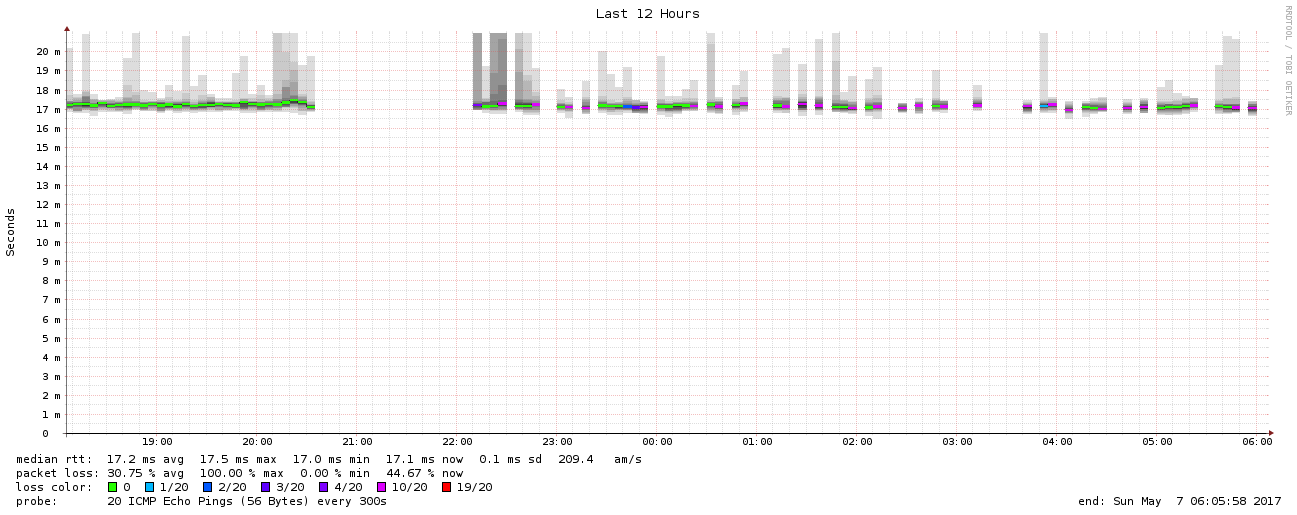 Last 12 Hours
RRDTOOL / TOBI OETIKER
Seconds
20 m
19 m
18 m
17 m
16 m
15 m
14 m
13 m
12 m
11 m
10 m
9 m
8 m
7 m
6 m
5 m
4 m
3 m
2 m
1 m
0
19:00 20:00 21:00 22:00 23:00 00:00 01:00 02:00 03:00 04:00 05:00 06:00
median rtt: 17.2 ms avg 17.5 ms max 17.0 ms min 17.1 ms now 0.1 ms sd 209.4 am/s
packet loss: 30.75 % avg 100.00 % max 0.00 % min 44.67 % now
loss color: 0 1/20 2/20 3/20 4/20 10/20 19/20
probe: 20 ICMP Echo Pings (56 Bytes) every 300s end: Sun May 7 06:05:58 2017